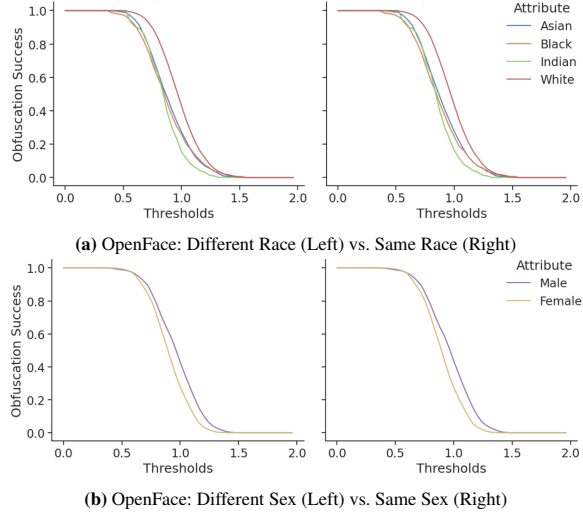 Obfuscation Success
1.0
0.8
0.6
0.4
0.2
0.0
0.0 0.5 1.0 1.5 2.0
Thresholds
0.0 0.5 1.0 1.5 2.0
Thresholds
Attribute
Asian
Black
Indian
White
(a) OpenFace: Different Race (Left) vs. Same Race (Right)
Obfuscation Success
1.0
0.8
0.6
0.4
0.2
0.0
0.0 0.5 1.0 1.5 2.0
Thresholds
0.0 0.5 1.0 1.5 2.0
Thresholds
Attribute
Male
Female
(b) OpenFace: Different Sex (Left) vs. Same Sex (Right)